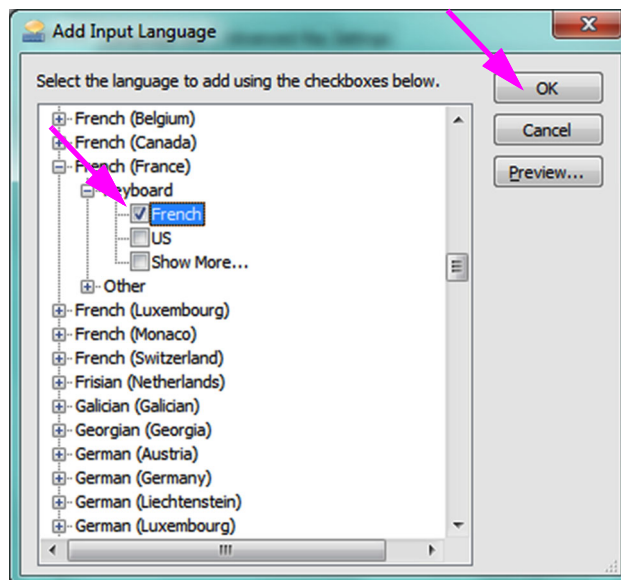 Add Input Language
Select the language to add using the checkboxes below.
French (Belgium)
French (Canada)
French (France)
Keyboard
French
US
Show More...
Other
French (Luxembourg)
French (Monaco)
French (Switzerland)
Frisian (Netherlands)
Galician (Galician)
Georgian (Georgia)
German (Austria)
German (Germany)
German (Liechtenstein)
German (Luxembourg)
OK
Cancel
Preview...